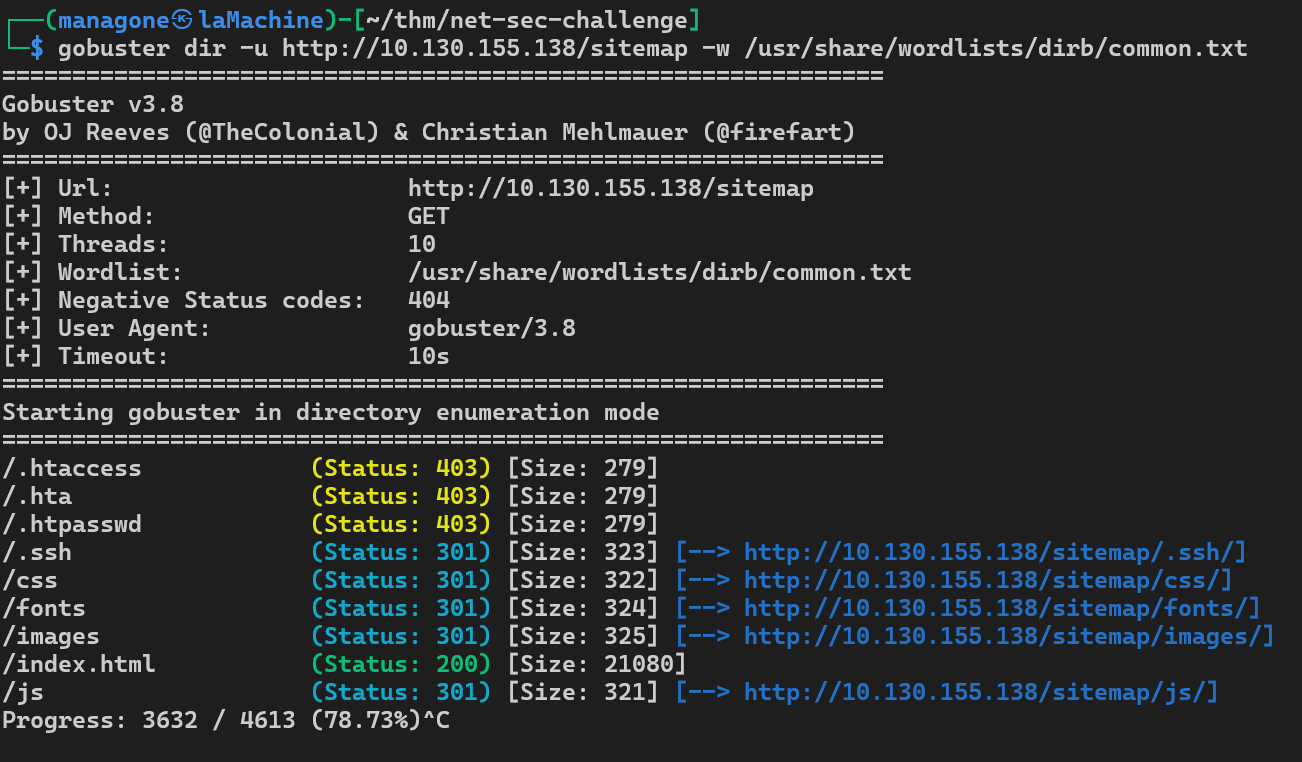 ┌──(managone㉿laMachine)-[~/thm/net-sec-challenge]
└─$ gobuster dir -u http://10.130.155.138/sitemap -w /usr/share/wordlists/dirb/common.txt
===============================================================
Gobuster v3.8
by OJ Reeves (@TheColonial) & Christian Mehlmauer (@firefart)
===============================================================
[+] Url:                     http://10.130.155.138/sitemap
[+] Method:                  GET
[+] Threads:                 10
[+] Wordlist:                /usr/share/wordlists/dirb/common.txt
[+] Negative Status codes:   404
[+] User Agent:              gobuster/3.8
[+] Timeout:                 10s
===============================================================
Starting gobuster in directory enumeration mode
===============================================================
/.htaccess            (Status: 403) [Size: 279]
/.hta                 (Status: 403) [Size: 279]
/.htpasswd            (Status: 403) [Size: 279]
/.ssh                 (Status: 301) [Size: 323] [--> http://10.130.155.138/sitemap/.ssh/]
/css                  (Status: 301) [Size: 322] [--> http://10.130.155.138/sitemap/css/]
/fonts                (Status: 301) [Size: 324] [--> http://10.130.155.138/sitemap/fonts/]
/images               (Status: 301) [Size: 325] [--> http://10.130.155.138/sitemap/images/]
/index.html           (Status: 200) [Size: 21080]
/js                   (Status: 301) [Size: 321] [--> http://10.130.155.138/sitemap/js/]
Progress: 3632 / 4613 (78.73%)^C